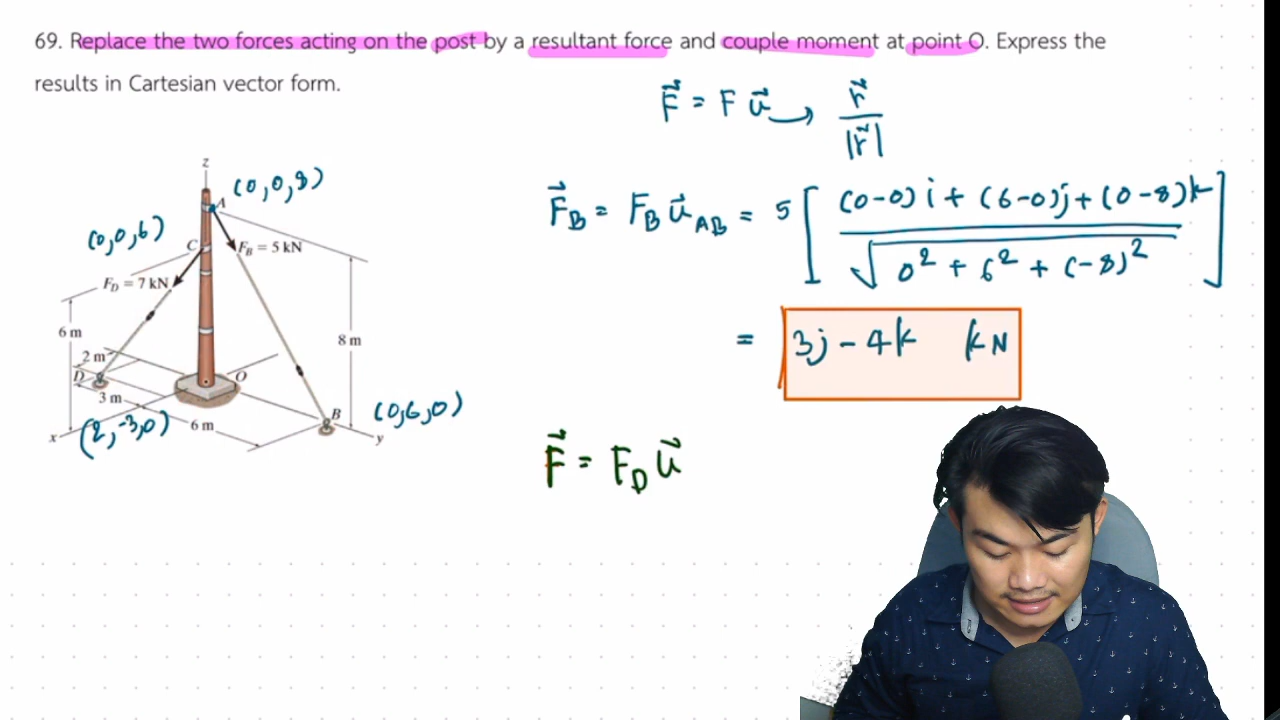 69. Replace the two forces acting on the post by a resultant force and couple moment at point O. Express the
results in Cartesian vector form.
F⃗ = F u⃗ → r⃗ / |r⃗|
z
(0,0,8)
A
(0,0,6)
C
F_B = 5 kN
F_D = 7 kN
6 m
8 m
2 m
D
O
3 m
(2,-3,0)
6 m
B
(0,6,0)
x
y
F⃗_B = F_B u⃗_AB = 5 [ (0-0)i + (6-0)j + (0-8)k / √(0² + 6² + (-8)²) ]
= 3j - 4k kN
F⃗ = F_D u⃗